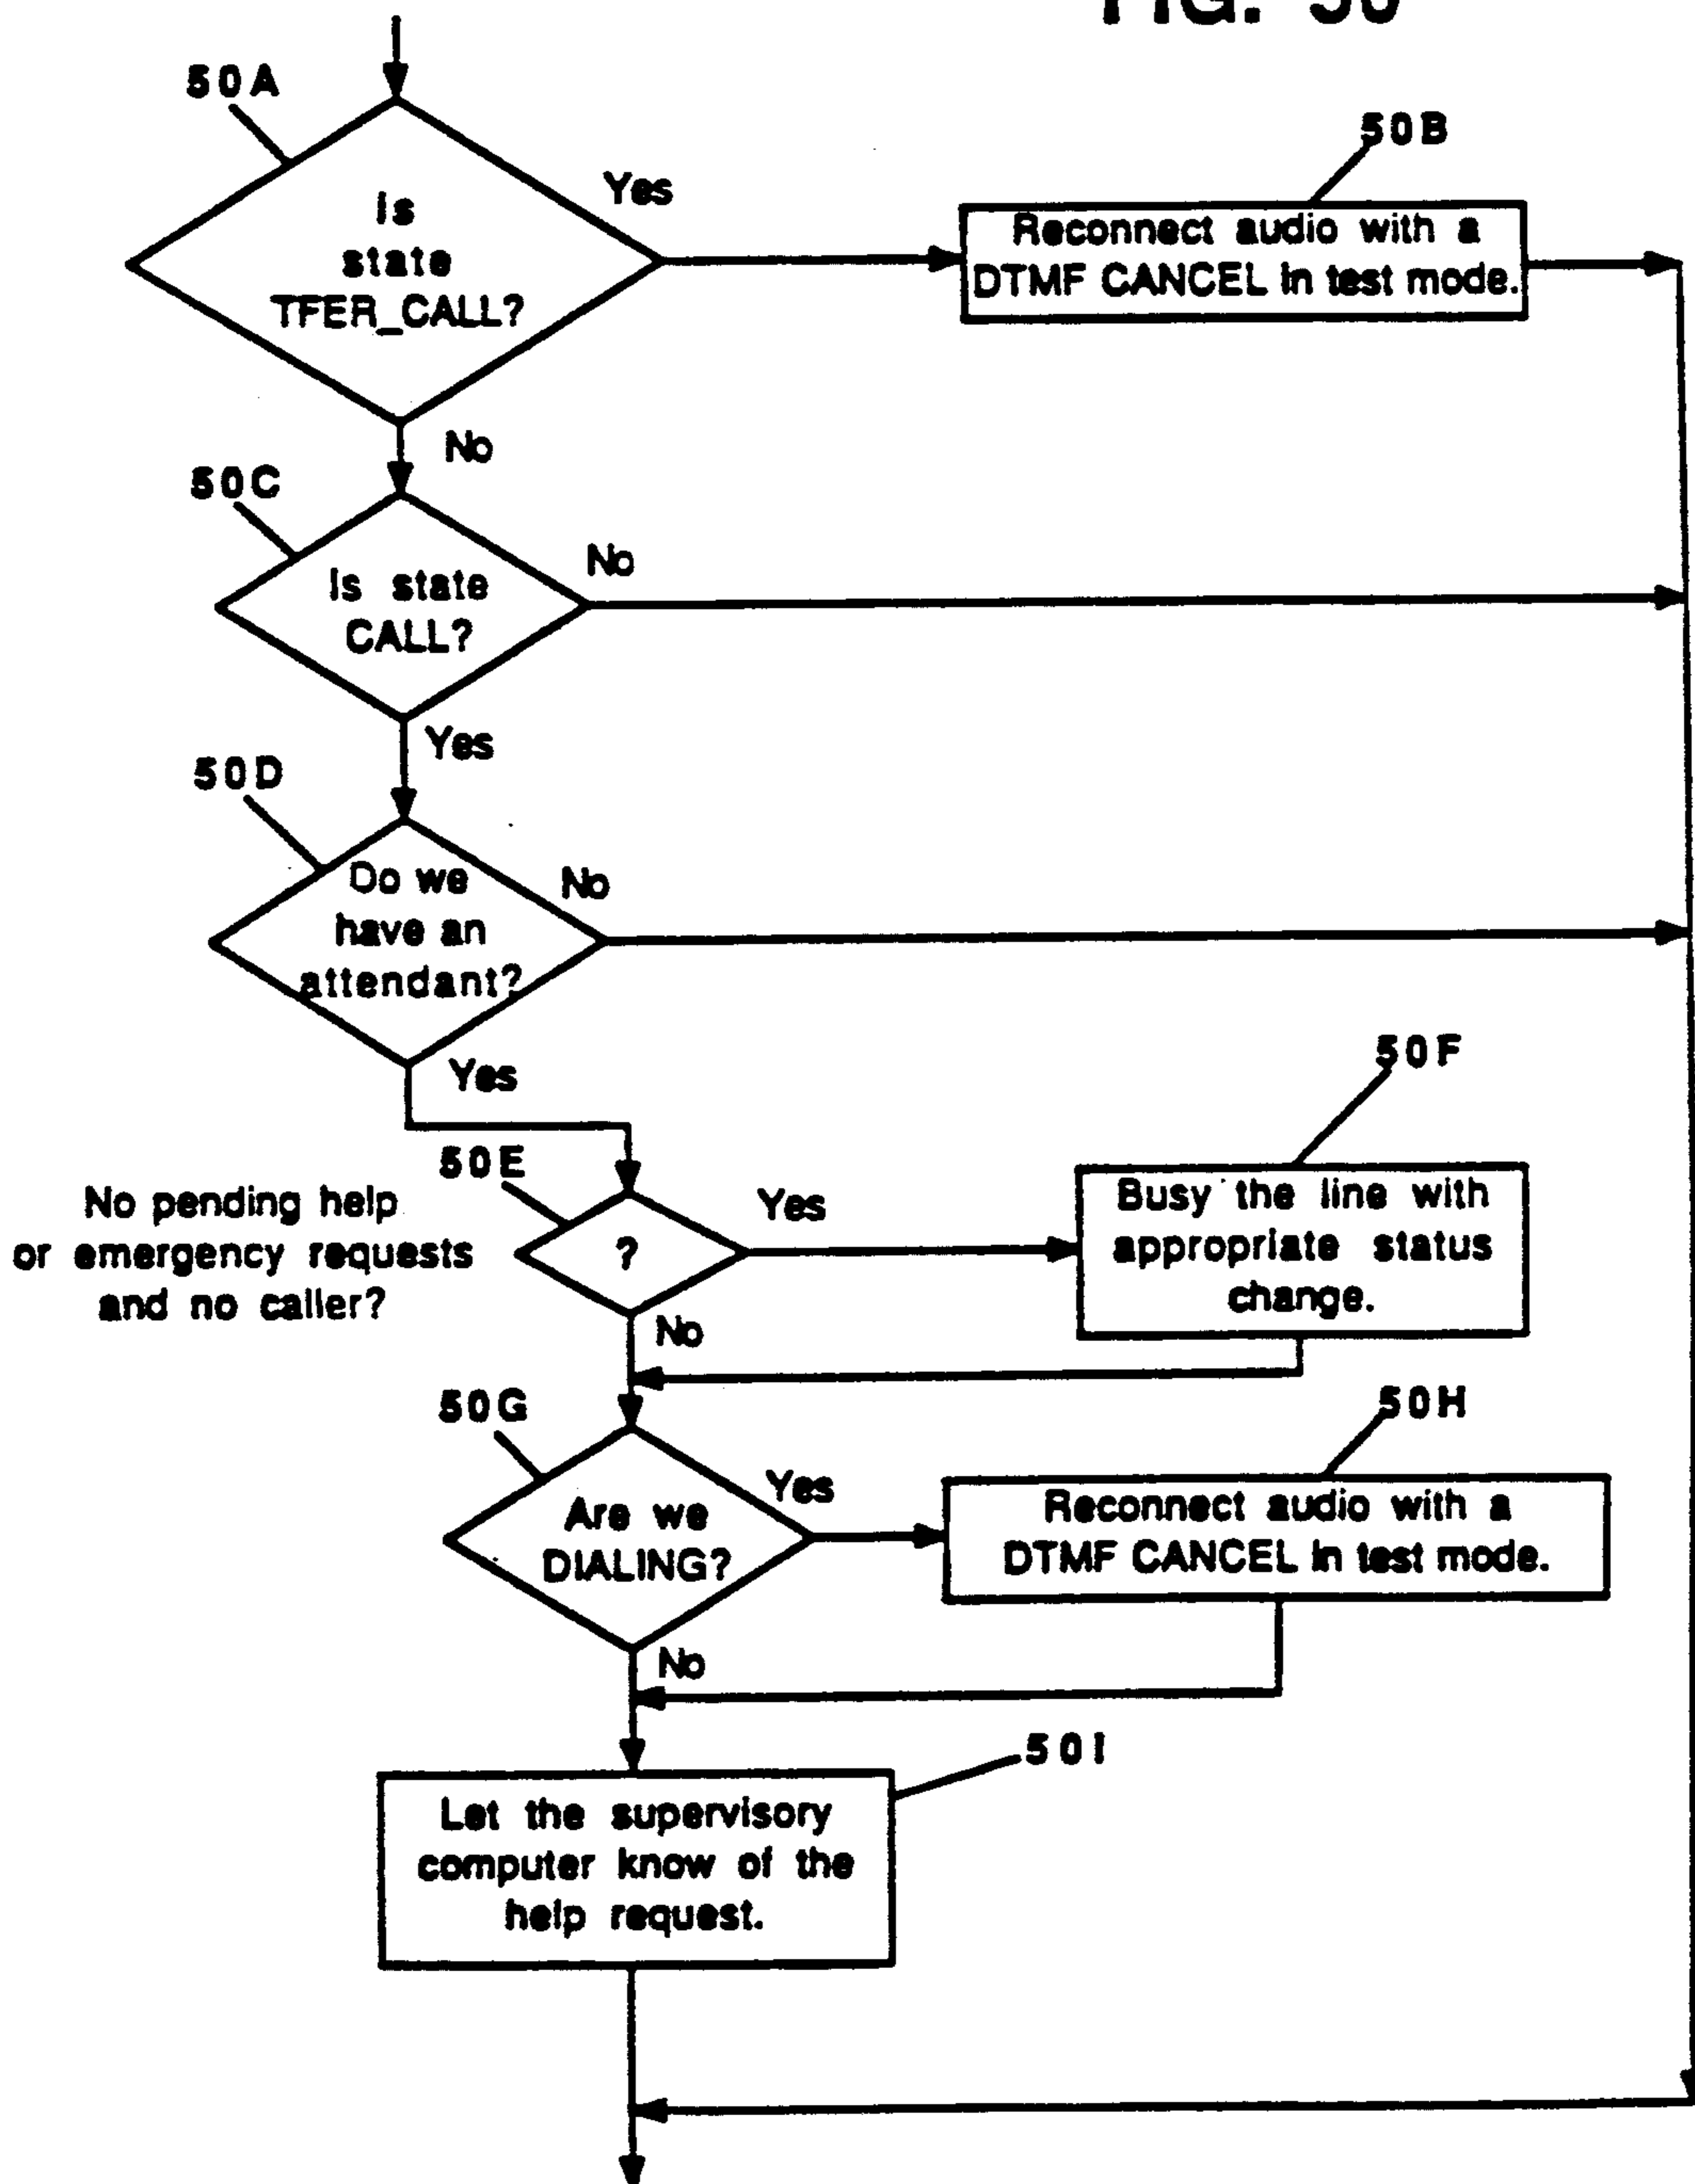 FIG. 50
50A
Is
state
TFER_CALL?
Yes
50B
Reconnect audio with a
DTMF CANCEL in test mode.
No
50C
Is state
CALL?
No
Yes
50D
Do we
have an
attendant?
No
Yes
50E
No pending help
or emergency requests
and no caller?
?
Yes
50F
Busy the line with
appropriate status
change.
No
50G
Are we
DIALING?
Yes
50H
Reconnect audio with a
DTMF CANCEL in test mode.
No
50I
Let the supervisory
computer know of the
help request.